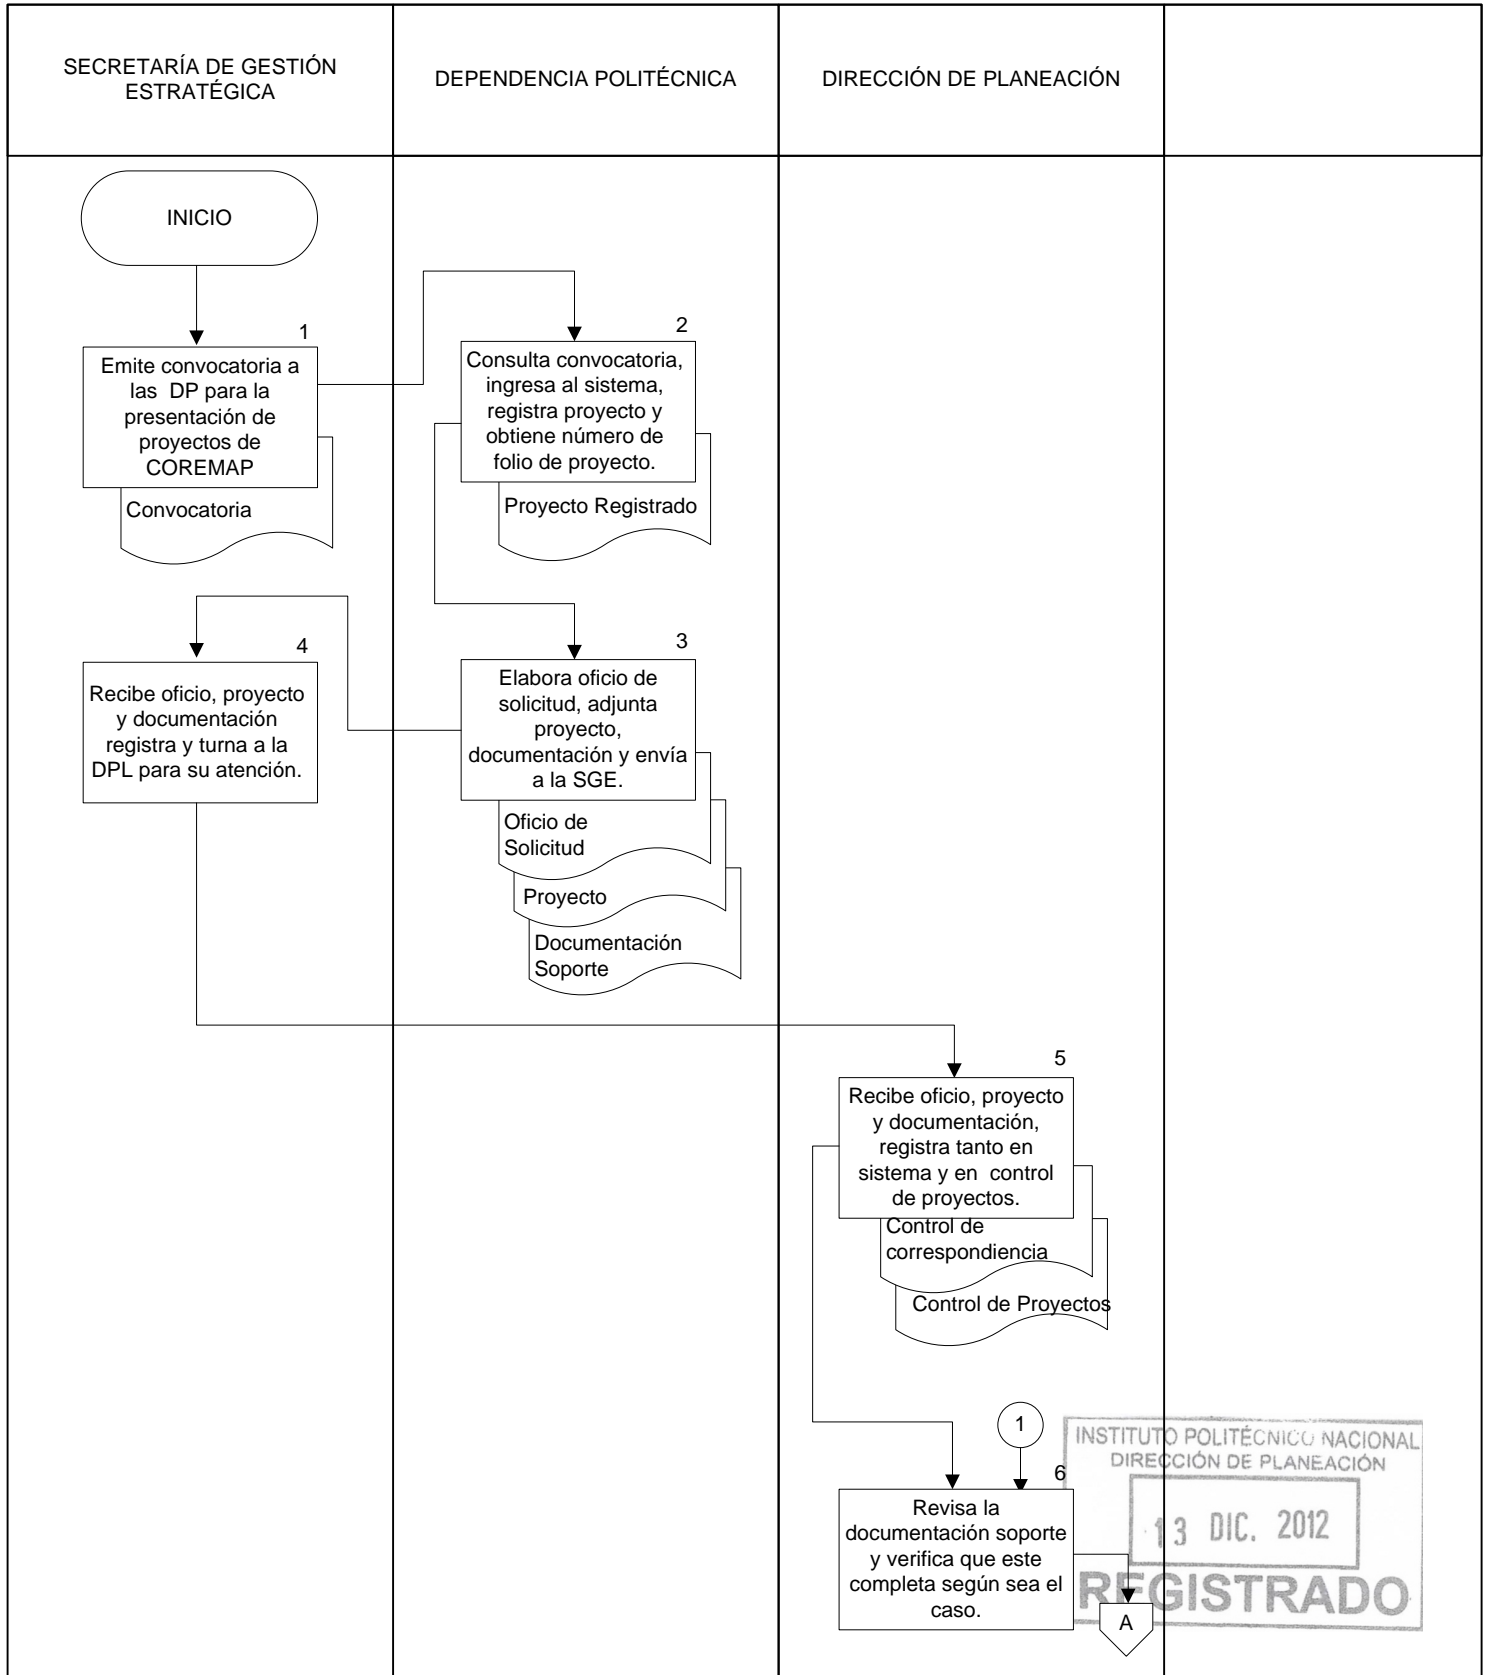 SECRETARÍA DE GESTIÓN
ESTRATÉGICA
DEPENDENCIA POLITÉCNICA
DIRECCIÓN DE PLANEACIÓN
INICIO
1
Emite convocatoria a
las DP para la
presentación de
proyectos de
COREMAP
Convocatoria
2
Consulta convocatoria,
ingresa al sistema,
registra proyecto y
obtiene número de
folio de proyecto.
Proyecto Registrado
3
Elabora oficio de
solicitud, adjunta
proyecto,
documentación y envía
a la SGE.
Oficio de
Solicitud
Proyecto
Documentación
Soporte
4
Recibe oficio, proyecto
y documentación
registra y turna a la
DPL para su atención.
5
Recibe oficio, proyecto
y documentación,
registra tanto en
sistema y en control
de proyectos.
Control de
correspondiencia
Control de Proyectos
1
6
Revisa la
documentación soporte
y verifica que este
completa según sea el
caso.
A
INSTITUTO POLITÉCNICO NACIONAL
DIRECCIÓN DE PLANEACIÓN
13 DIC. 2012
REGISTRADO